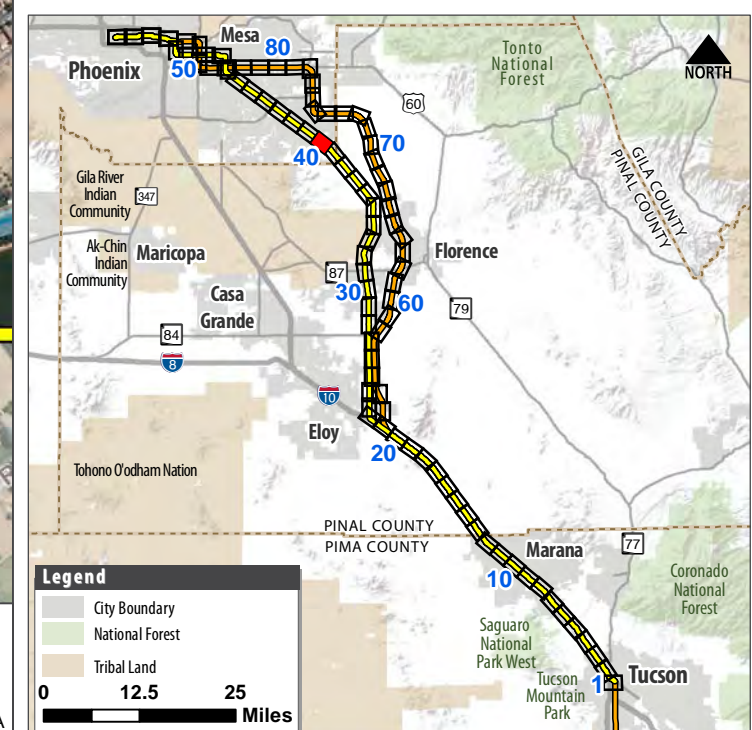 Mesa
80
Tonto
National
Forest
NORTH
Phoenix
50
60
70
40
GILA COUNTY
PINAL COUNTY
Gila River
Indian
Community
347
Ak-Chin
Indian
Community
Maricopa
Florence
87
Casa
Grande
30
60
79
84
8
10
Eloy
20
Tohono O'odham Nation
PINAL COUNTY
PIMA COUNTY
Marana
77
10
Coronado
National
Forest
Saguaro
National
Park West
Tucson
Mountain
Park
1
Tucson
Legend
City Boundary
National Forest
Tribal Land
0 12.5 25
Miles